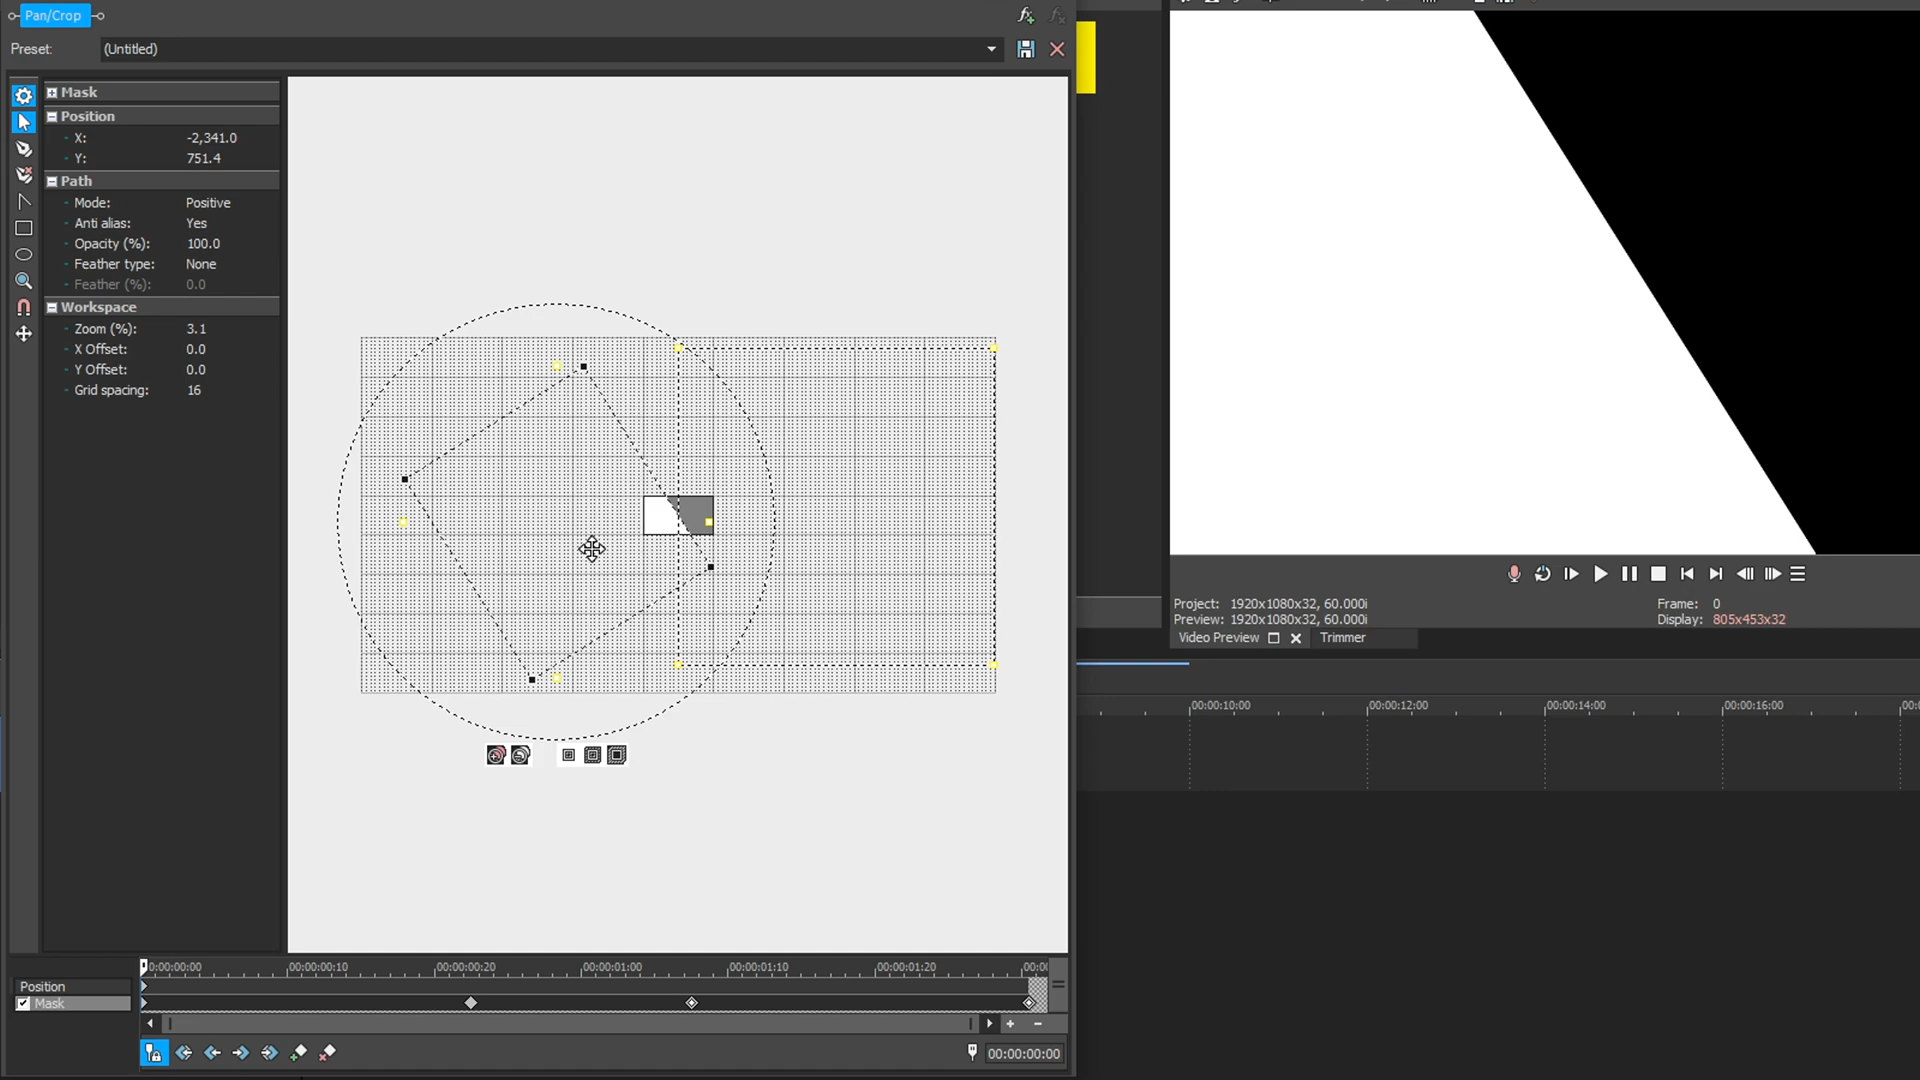 Pan/Crop
Preset: (Untitled)
Mask
Position
X: -2,341.0
Y: 751.4
Path
Mode: Positive
Anti alias: Yes
Opacity (%): 100.0
Feather type: None
Feather (%): 0.0
Workspace
Zoom (%): 3.1
X Offset: 0.0
Y Offset: 0.0
Grid spacing: 16
Project: 1920x1080x32, 60.000i Frame: 0
Preview: 1920x1080x32, 60.000i Display: 805x453x32
Video Preview Trimmer
00:00:10:00 00:00:12:00 00:00:14:00 00:00:16:00
00:00:00:00 00:00:00:10 00:00:00:20 00:00:01:00 00:00:01:10 00:00:01:20
Position
Mask
00:00:00:00